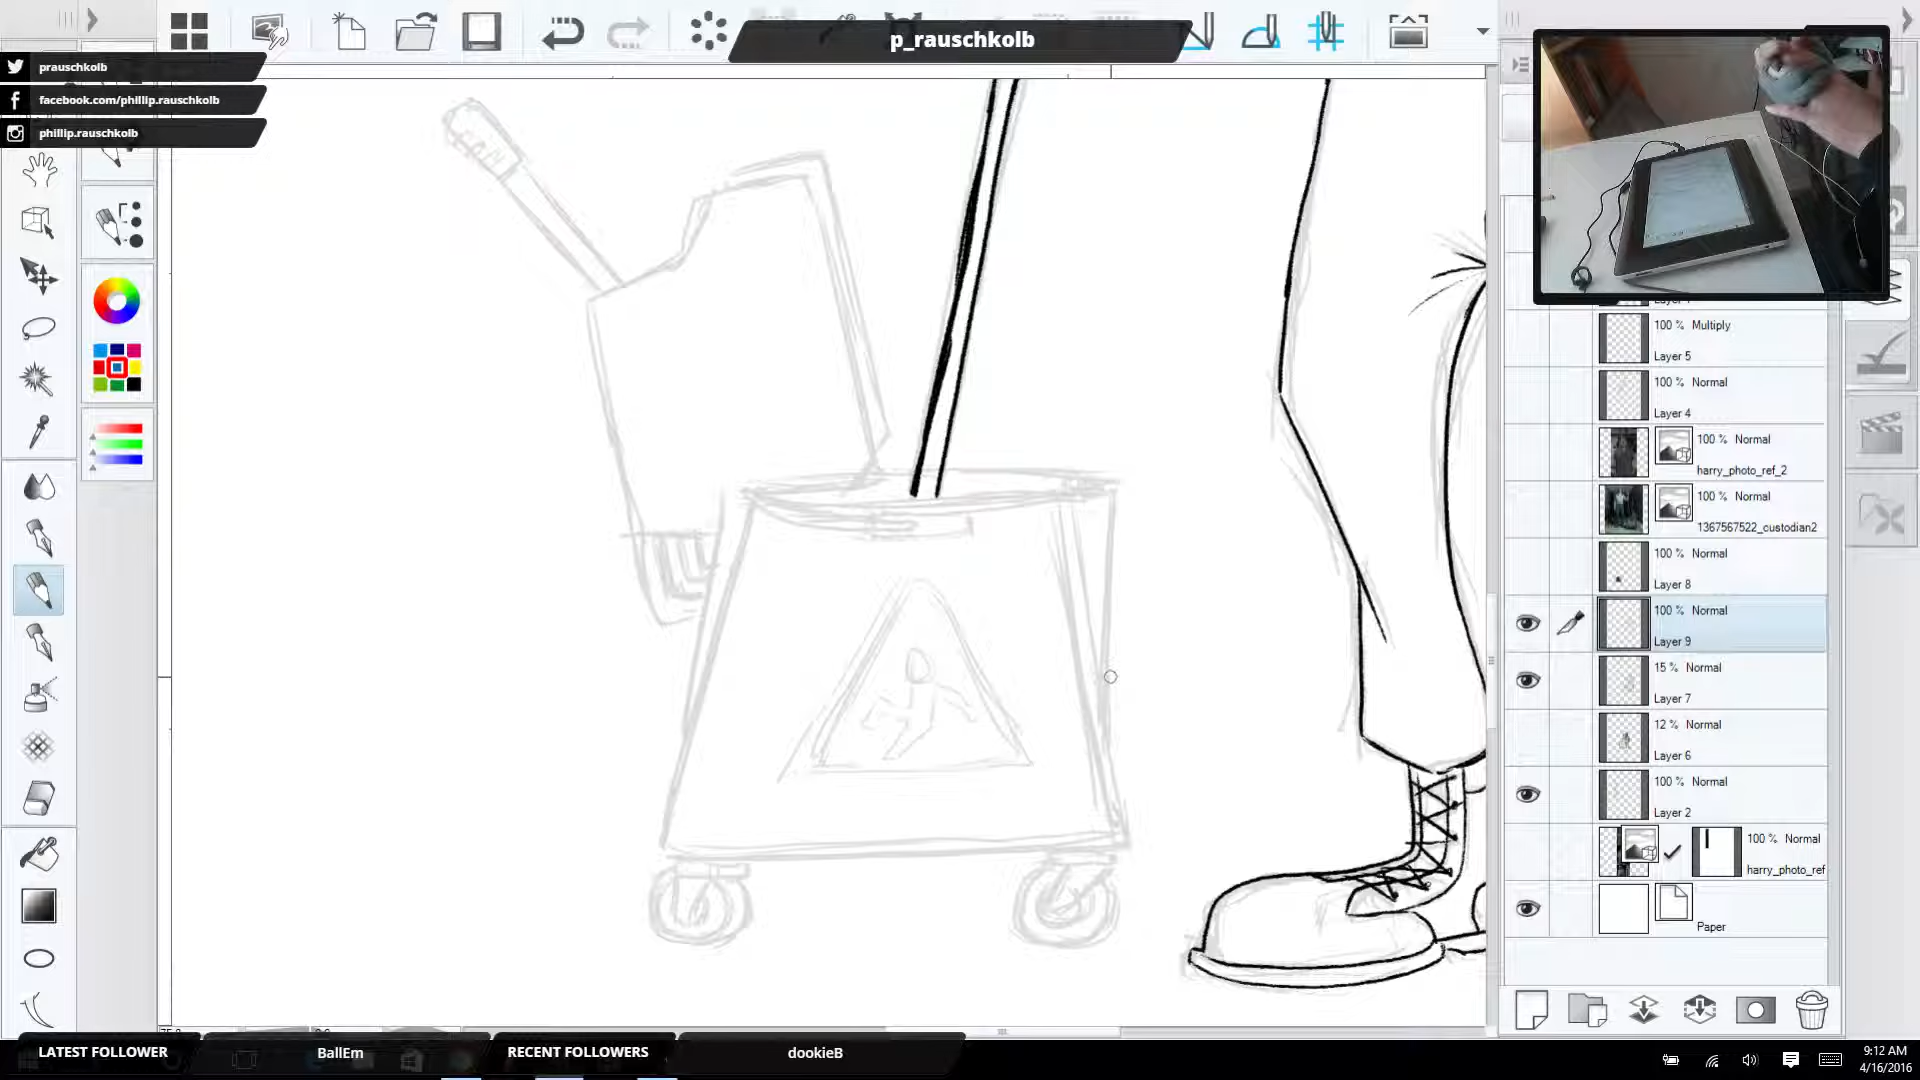 p_rauschkolb
prauschkolb
facebook.com/phillip.rauschkolb
phillip.rauschkolb
100 % Multiply
Layer 5
100 % Normal
Layer 4
100 % Normal
harry_photo_ref_2
100 % Normal
1367567522_custodian2
100 % Normal
Layer 8
100 % Normal
Layer 9
15 % Normal
Layer 7
12 % Normal
Layer 6
100 % Normal
Layer 2
100 % Normal
harry_photo_ref
Paper
LATEST FOLLOWER
BallEm
RECENT FOLLOWERS
dookieB
9:12 AM
4/16/2016